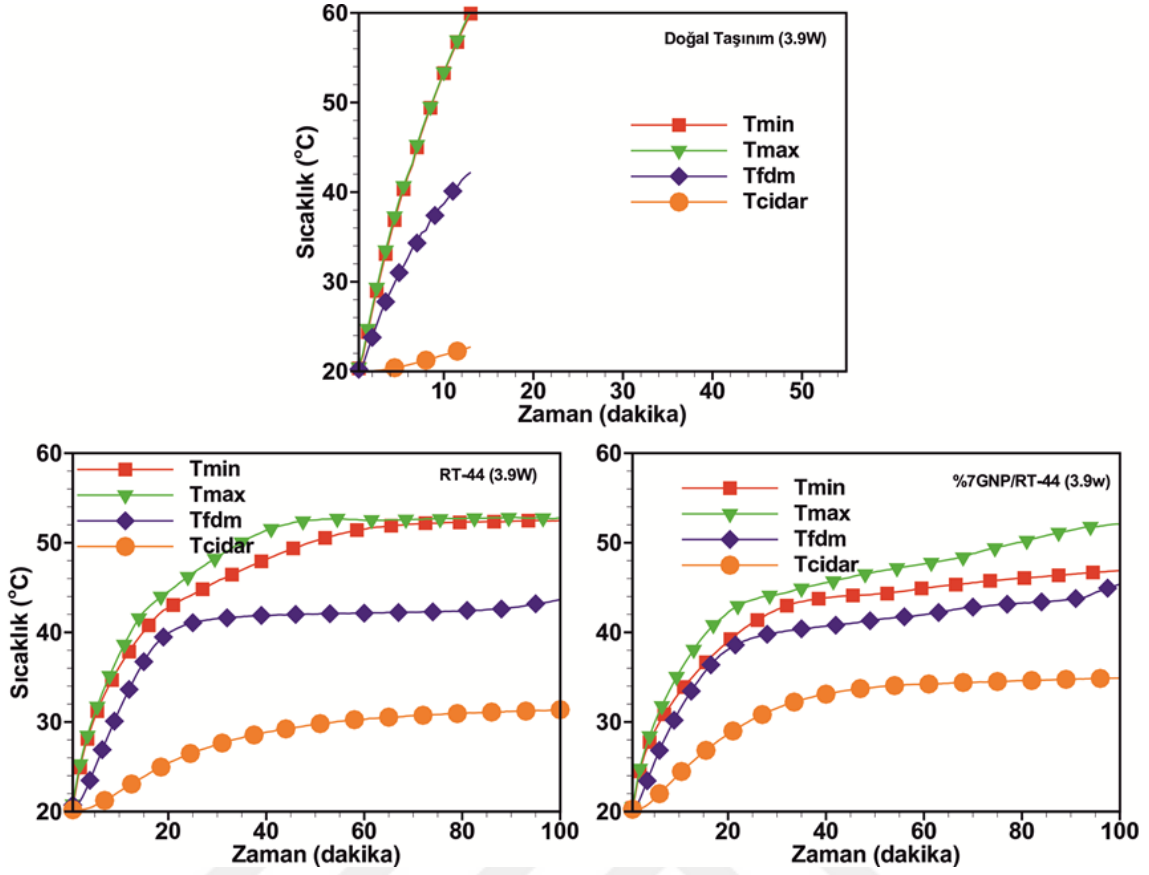 60
50
40
30
20
Sıcaklık (°C)
Doğal Taşınım (3.9W)
Tmin
Tmax
Tfdm
Tcidar
10 20 30 40 50
Zaman (dakika)
60
50
40
30
20
Sıcaklık (°C)
RT-44 (3.9W)
Tmin
Tmax
Tfdm
Tcidar
20 40 60 80 100
Zaman (dakika)
60
50
40
30
20
%7GNP/RT-44 (3.9w)
Tmin
Tmax
Tfdm
Tcidar
20 40 60 80 100
Zaman (dakika)